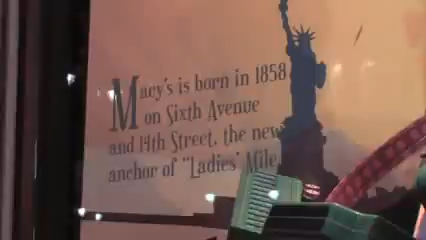 Macy's is born in 1858
on Sixth Avenue
and 14th Street, the new
anchor of "Ladies' Mile